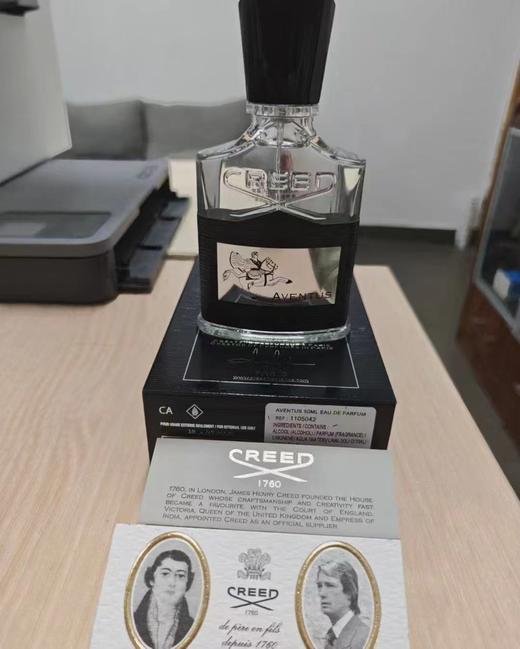 CREED
AVENTUS
CA
AVENTUS 50ML EAU DE PARFUM
REF : 1105042
INGREDIENTS / CONTAINS :
ALCOOL (ALCOHOL) / PARFUM (FRAGRANCE) /
CREED
1760
1760, IN LONDON, JAMES HENRY CREED FOUNDED THE HOUSE
OF CREED WHOSE CRAFTSMANSHIP AND CREATIVITY FAST
BECAME A FAVOURITE WITH THE COURT OF ENGLAND.
VICTORIA, QUEEN OF THE UNITED KINGDOM AND EMPRESS OF
INDIA, APPOINTED CREED AS AN OFFICIAL SUPPLIER.
CREED
1760
de père en fils
depuis 1760